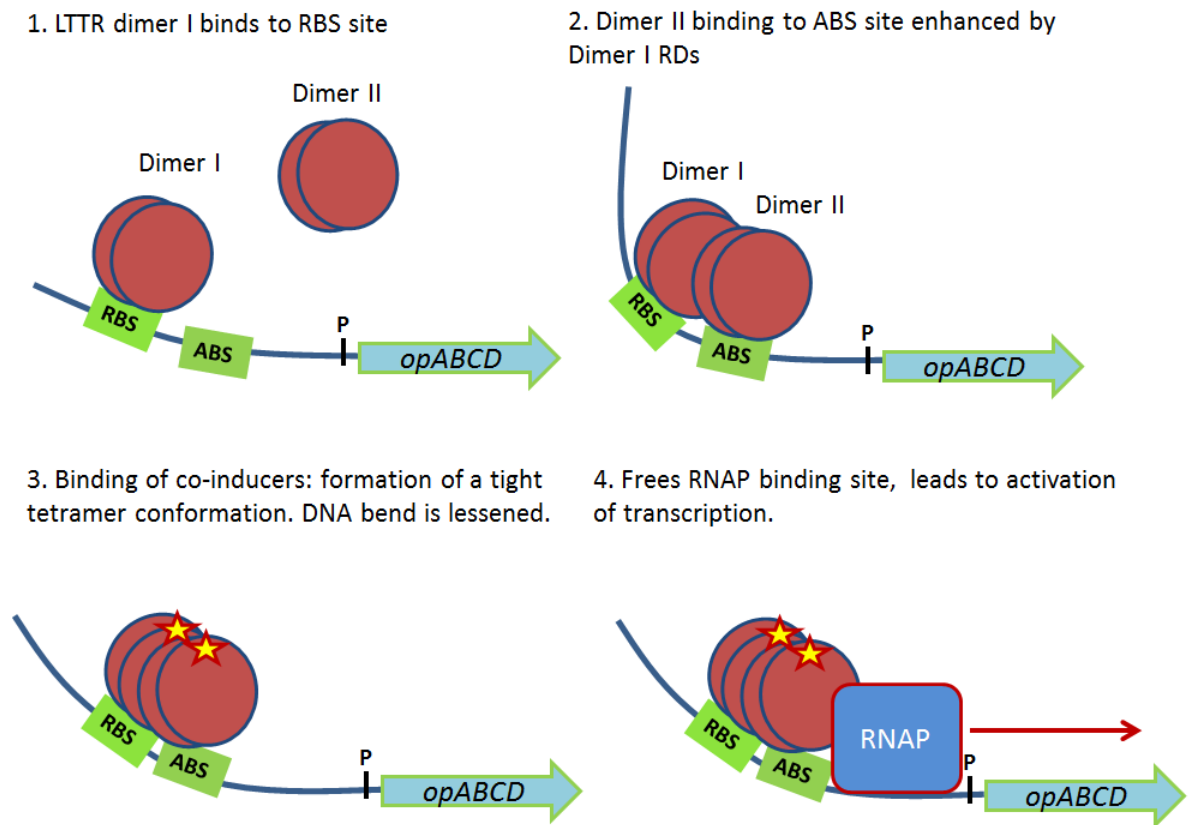 1. LTTR dimer I binds to RBS site
Dimer II
Dimer I
RBS
ABS
P
opABCD
2. Dimer II binding to ABS site enhanced by
Dimer I RDs
Dimer I
Dimer II
RBS
ABS
P
opABCD
3. Binding of co-inducers: formation of a tight
tetramer conformation. DNA bend is lessened.
RBS
ABS
P
opABCD
4. Frees RNAP binding site, leads to activation
of transcription.
RBS
ABS
RNAP
P
opABCD